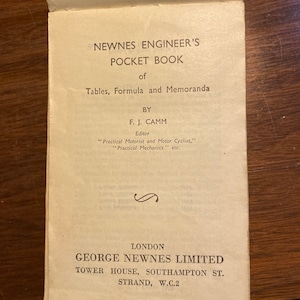 NEWNES ENGINEER'S
POCKET BOOK
of
Tables, Formula and Memoranda
BY
F. J. CAMM
Editor
"Practical Motorist and Motor Cyclist,"
"Practical Mechanics" etc.
LONDON
GEORGE NEWNES LIMITED
TOWER HOUSE, SOUTHAMPTON ST.
STRAND, W.C.2